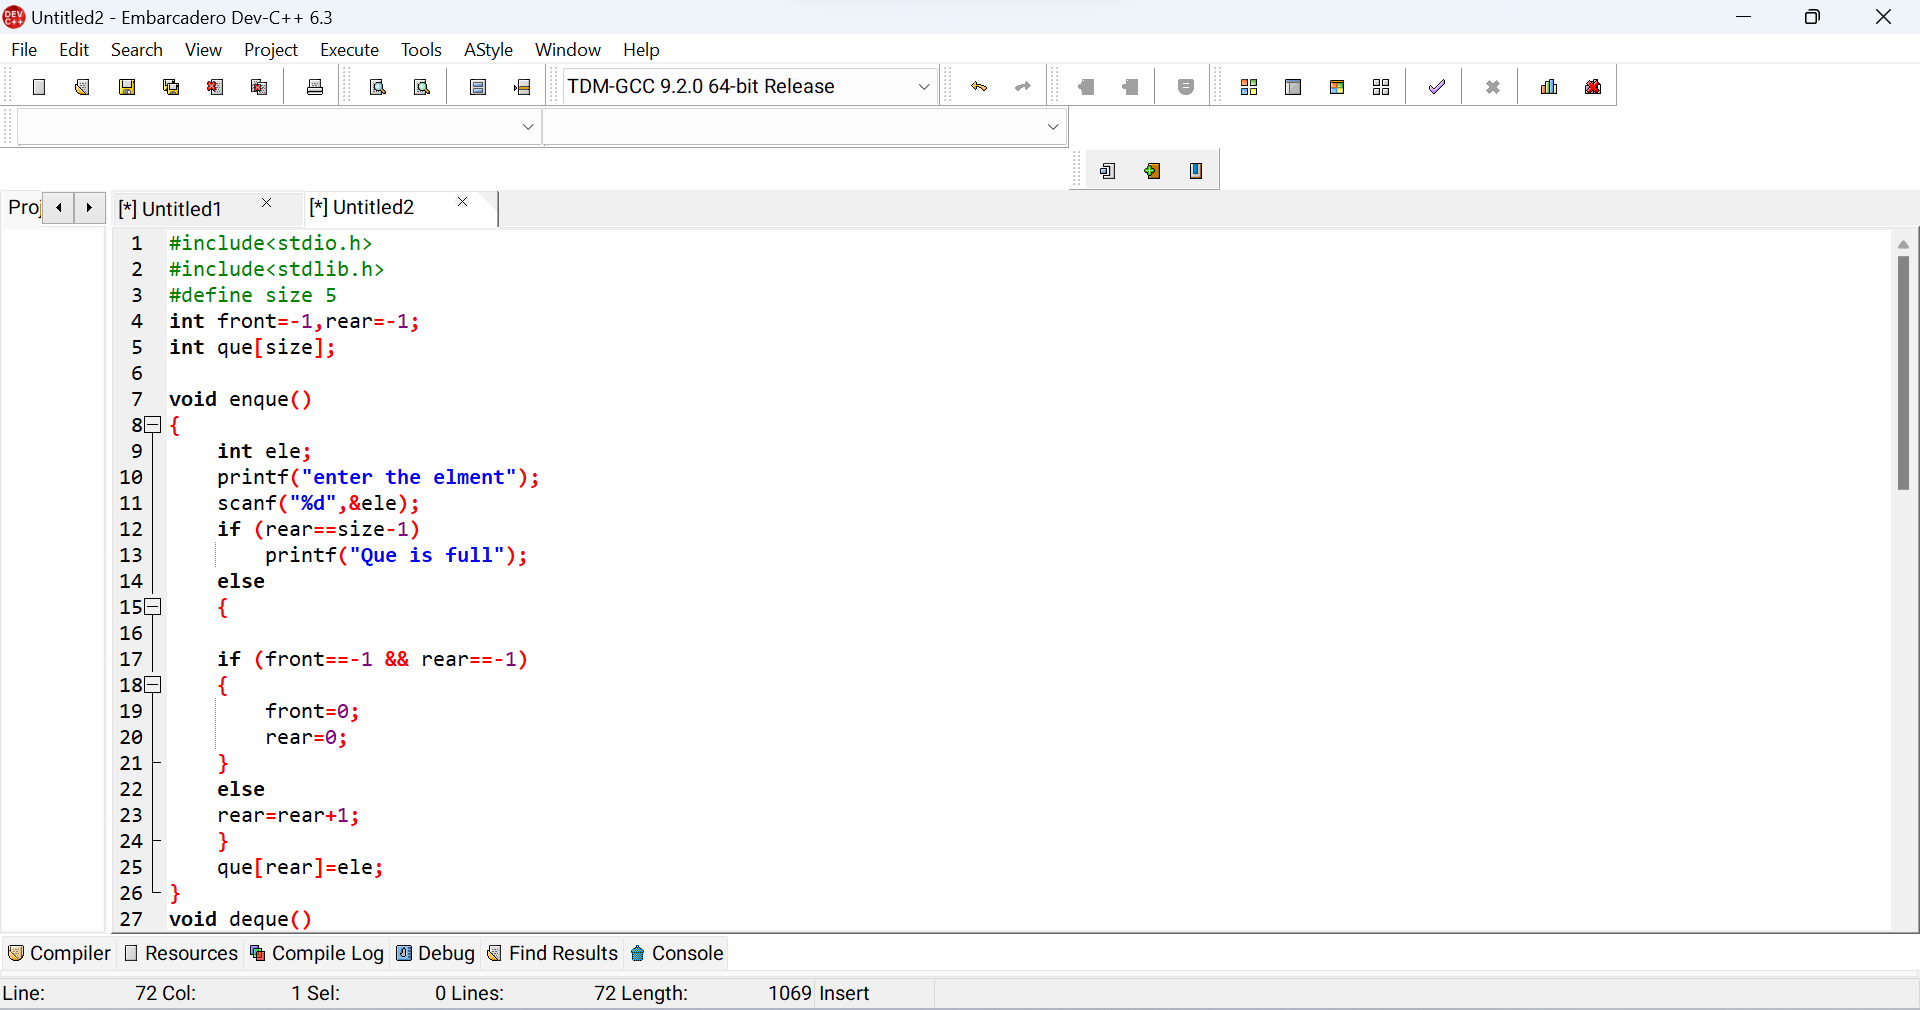 Untitled2 - Embarcadero Dev-C++ 6.3
File Edit Search View Project Execute Tools AStyle Window Help
TDM-GCC 9.2.0 64-bit Release
Proj [*] Untitled1 [*] Untitled2
1 #include<stdio.h>
2 #include<stdlib.h>
3 #define size 5
4 int front=-1,rear=-1;
5 int que[size];
6
7 void enque()
8 {
9 int ele;
10 printf("enter the elment");
11 scanf("%d",&ele);
12 if (rear==size-1)
13 printf("Que is full");
14 else
15 {
16
17 if (front==-1 && rear==-1)
18 {
19 front=0;
20 rear=0;
21 }
22 else
23 rear=rear+1;
24 }
25 que[rear]=ele;
26 }
27 void deque()
Compiler Resources Compile Log Debug Find Results Console
Line: 72 Col: 1 Sel: 0 Lines: 72 Length: 1069 Insert